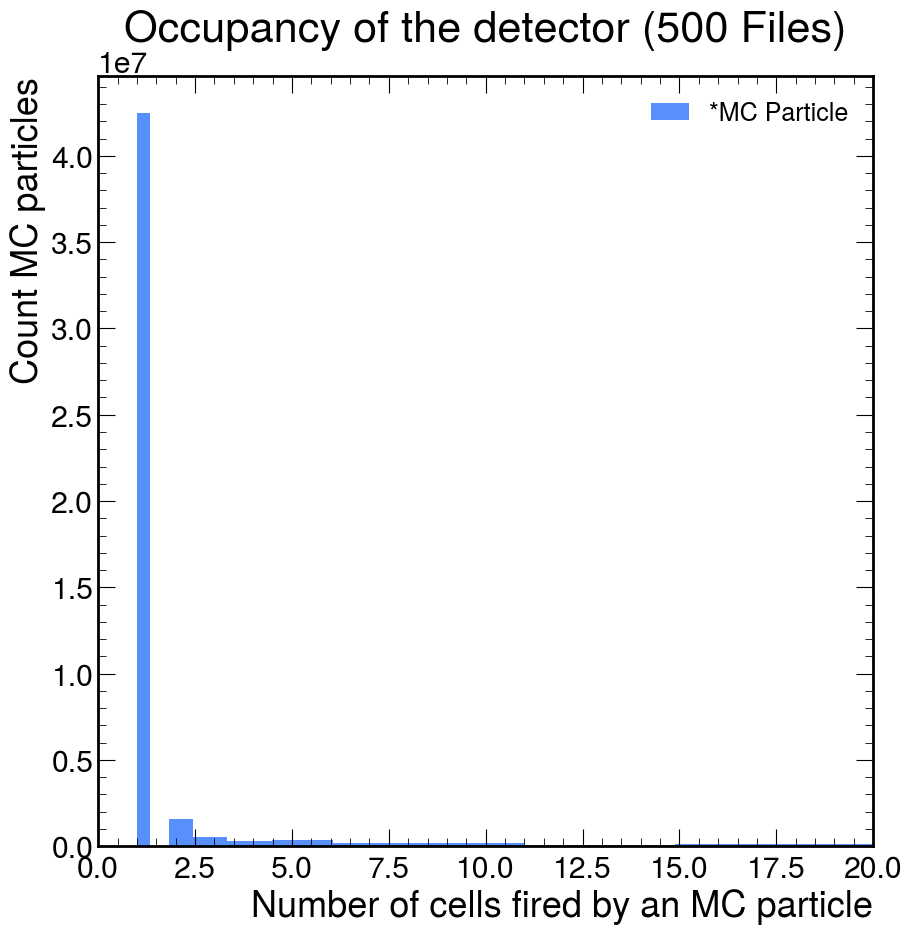 Occupancy of the detector (500 Files)
1e7
*MC Particle
Count MC particles
4.0
3.5
3.0
2.5
2.0
1.5
1.0
0.5
0.0
0.0 2.5 5.0 7.5 10.0 12.5 15.0 17.5 20.0
Number of cells fired by an MC particle